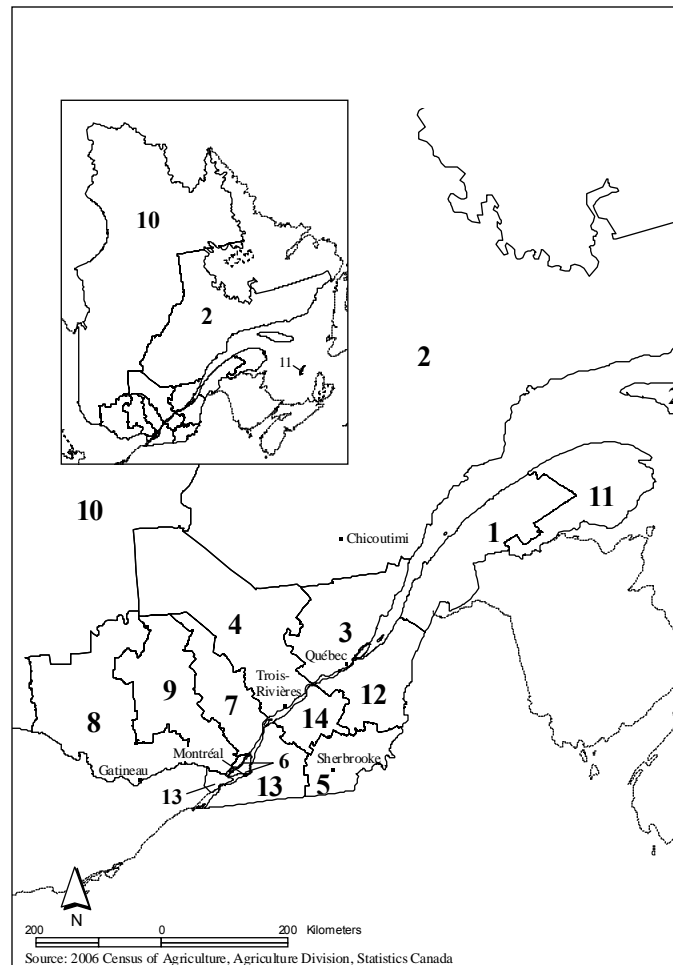 10
2
11
2
2
10
11
Chicoutimi
1
4
3
Québec
Trois-
Rivières
12
9
7
8
14
Montréal
6
Sherbrooke
Gatineau
13
13
5
N
200 0 200 Kilometers
Source: 2006 Census of Agriculture, Agriculture Division, Statistics Canada